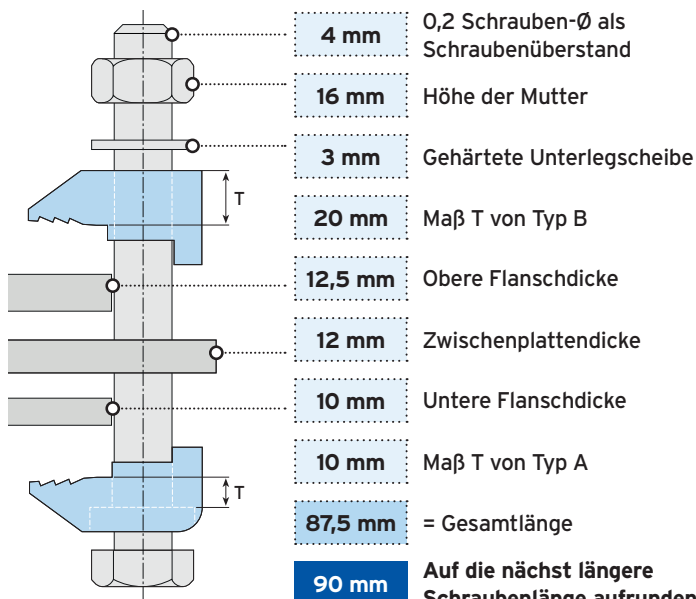 4 mm
0,2 Schrauben-Ø als
Schraubenüberstand
16 mm
Höhe der Mutter
3 mm
Gehärtete Unterlegscheibe
T
20 mm
Maß T von Typ B
12,5 mm
Obere Flanschdicke
12 mm
Zwischenplattendicke
10 mm
Untere Flanschdicke
10 mm
Maß T von Typ A
T
87,5 mm
= Gesamtlänge
90 mm
Auf die nächst längere
Schraubenlänge aufrunden